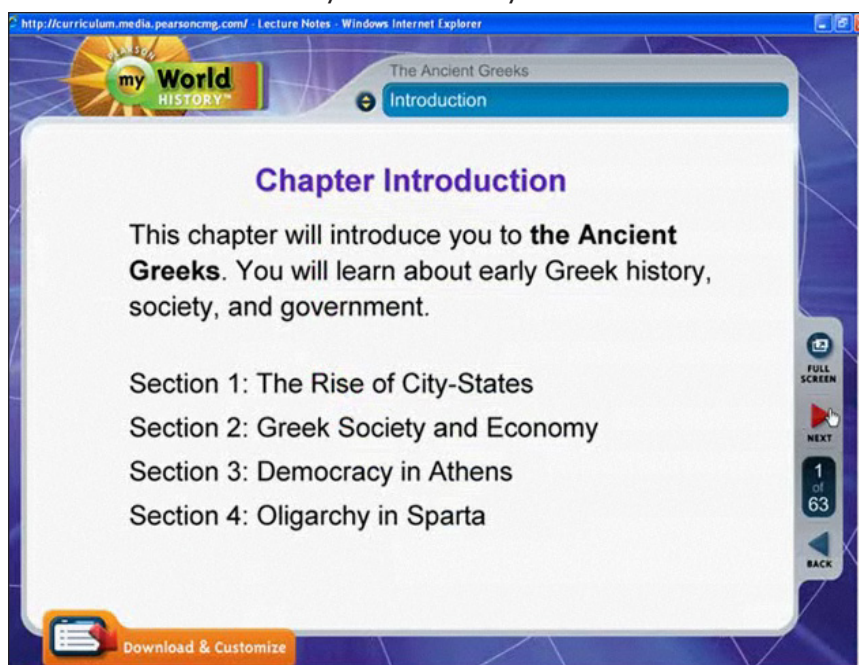 http://curriculum.media.pearsoncmg.com/ - Lecture Notes - Windows Internet Explorer
PEARSON
my World
HISTORY™
The Ancient Greeks
Introduction
Chapter Introduction
This chapter will introduce you to the Ancient
Greeks. You will learn about early Greek history,
society, and government.
Section 1: The Rise of City-States
Section 2: Greek Society and Economy
Section 3: Democracy in Athens
Section 4: Oligarchy in Sparta
FULL
SCREEN
NEXT
1
of
63
BACK
Download & Customize